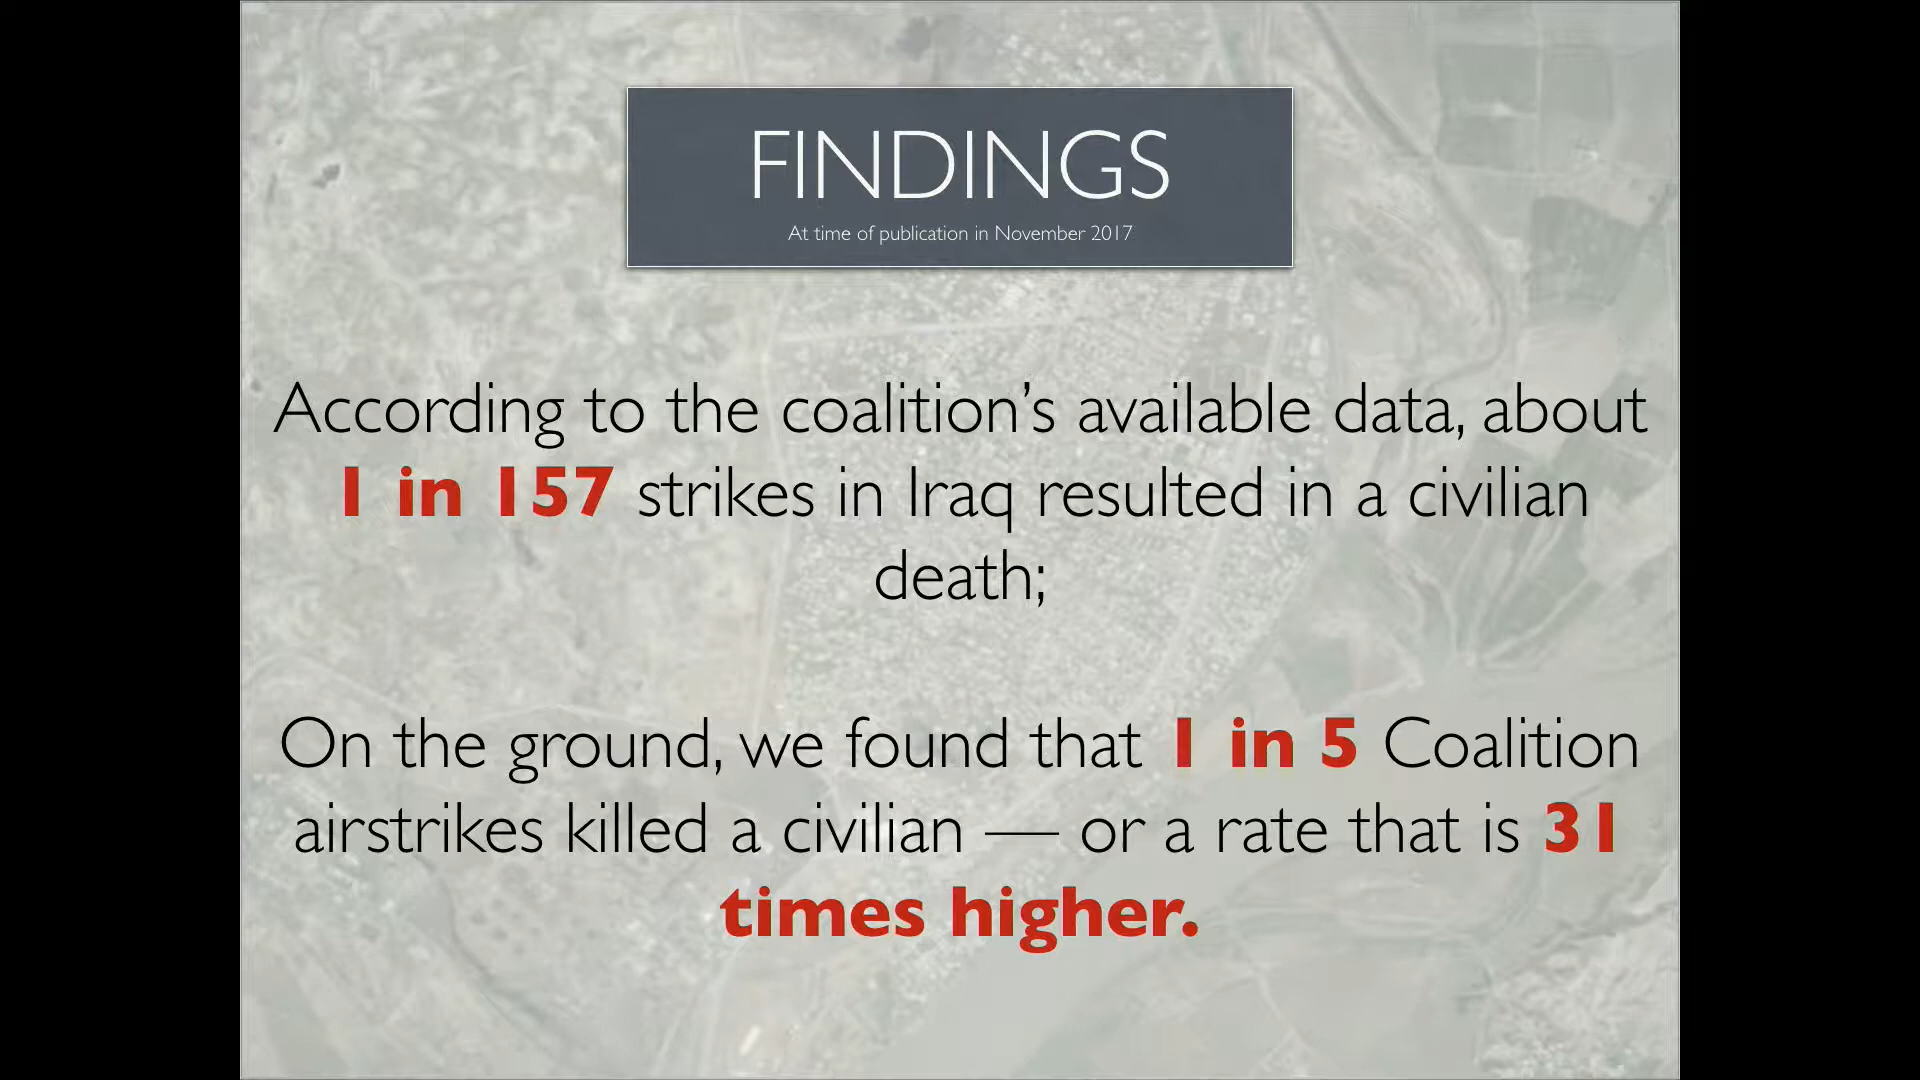 FINDINGS
At time of publication in November 2017
According to the coalition’s available data, about
1 in 157 strikes in Iraq resulted in a civilian
death;
On the ground, we found that 1 in 5 Coalition
airstrikes killed a civilian — or a rate that is 31
times higher.